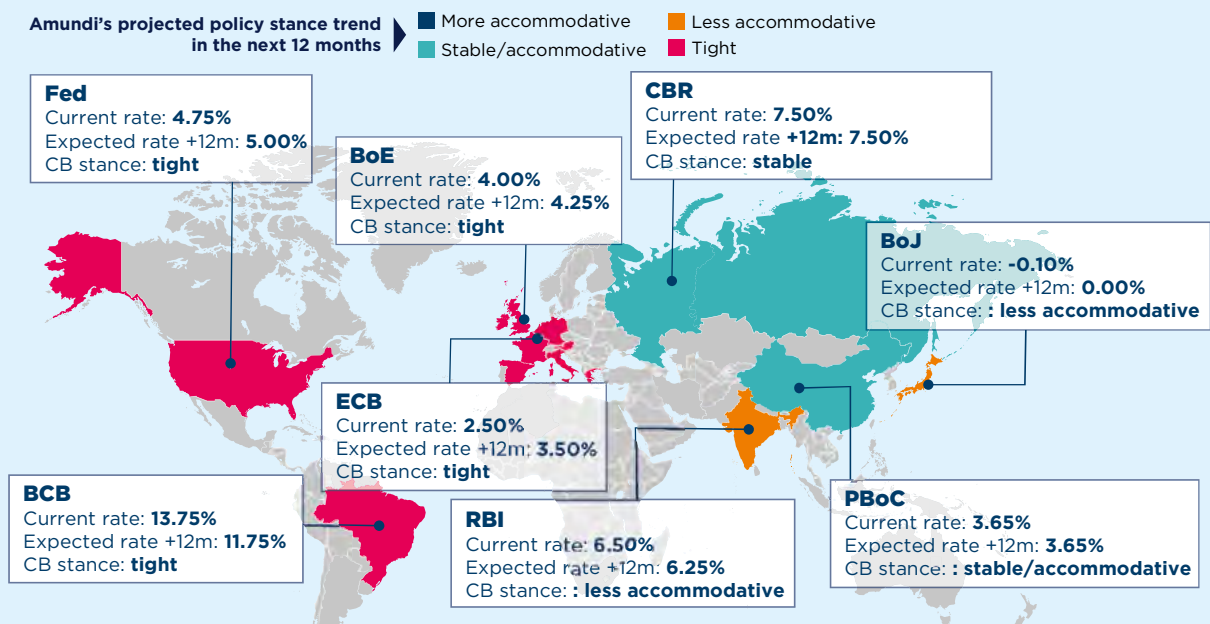 Amundi's projected policy stance trend
in the next 12 months
More accommodative
Less accommodative
Stable/accommodative
Tight
Fed
Current rate: 4.75%
Expected rate +12m: 5.00%
CB stance: tight
BoE
Current rate: 4.00%
Expected rate +12m: 4.25%
CB stance: tight
CBR
Current rate: 7.50%
Expected rate +12m: 7.50%
CB stance: stable
BoJ
Current rate: -0.10%
Expected rate +12m: 0.00%
CB stance: : less accommodative
ECB
Current rate: 2.50%
Expected rate +12m: 3.50%
CB stance: tight
BCB
Current rate: 13.75%
Expected rate +12m: 11.75%
CB stance: tight
RBI
Current rate: 6.50%
Expected rate +12m: 6.25%
CB stance: : less accommodative
PBoC
Current rate: 3.65%
Expected rate +12m: 3.65%
CB stance: : stable/accommodative